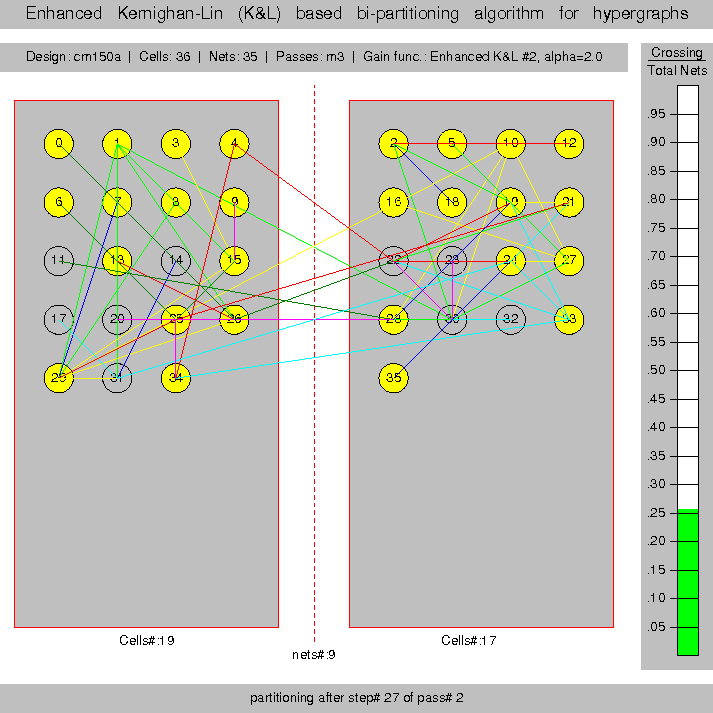 Enhanced Kernighan-Lin (K&L) based bi-partitioning algorithm for hypergraphs
Design: cm150a | Cells: 36 | Nets: 35 | Passes: m3 | Gain func.: Enhanced K&L #2, alpha=2.0
Crossing
Total Nets
.95
.90
.85
.80
.75
.70
.65
.60
.55
.50
.45
.40
.35
.30
.25
.20
.15
.10
.05
0 1 3 4 2 5 10 12
6 7 8 9 16 18 19 21
11 13 14 15 22 23 24 27
17 20 25 26 28 30 32 33
29 31 34 35
Cells#:19
Cells#:17
nets#:9
partitioning after step# 27 of pass# 2